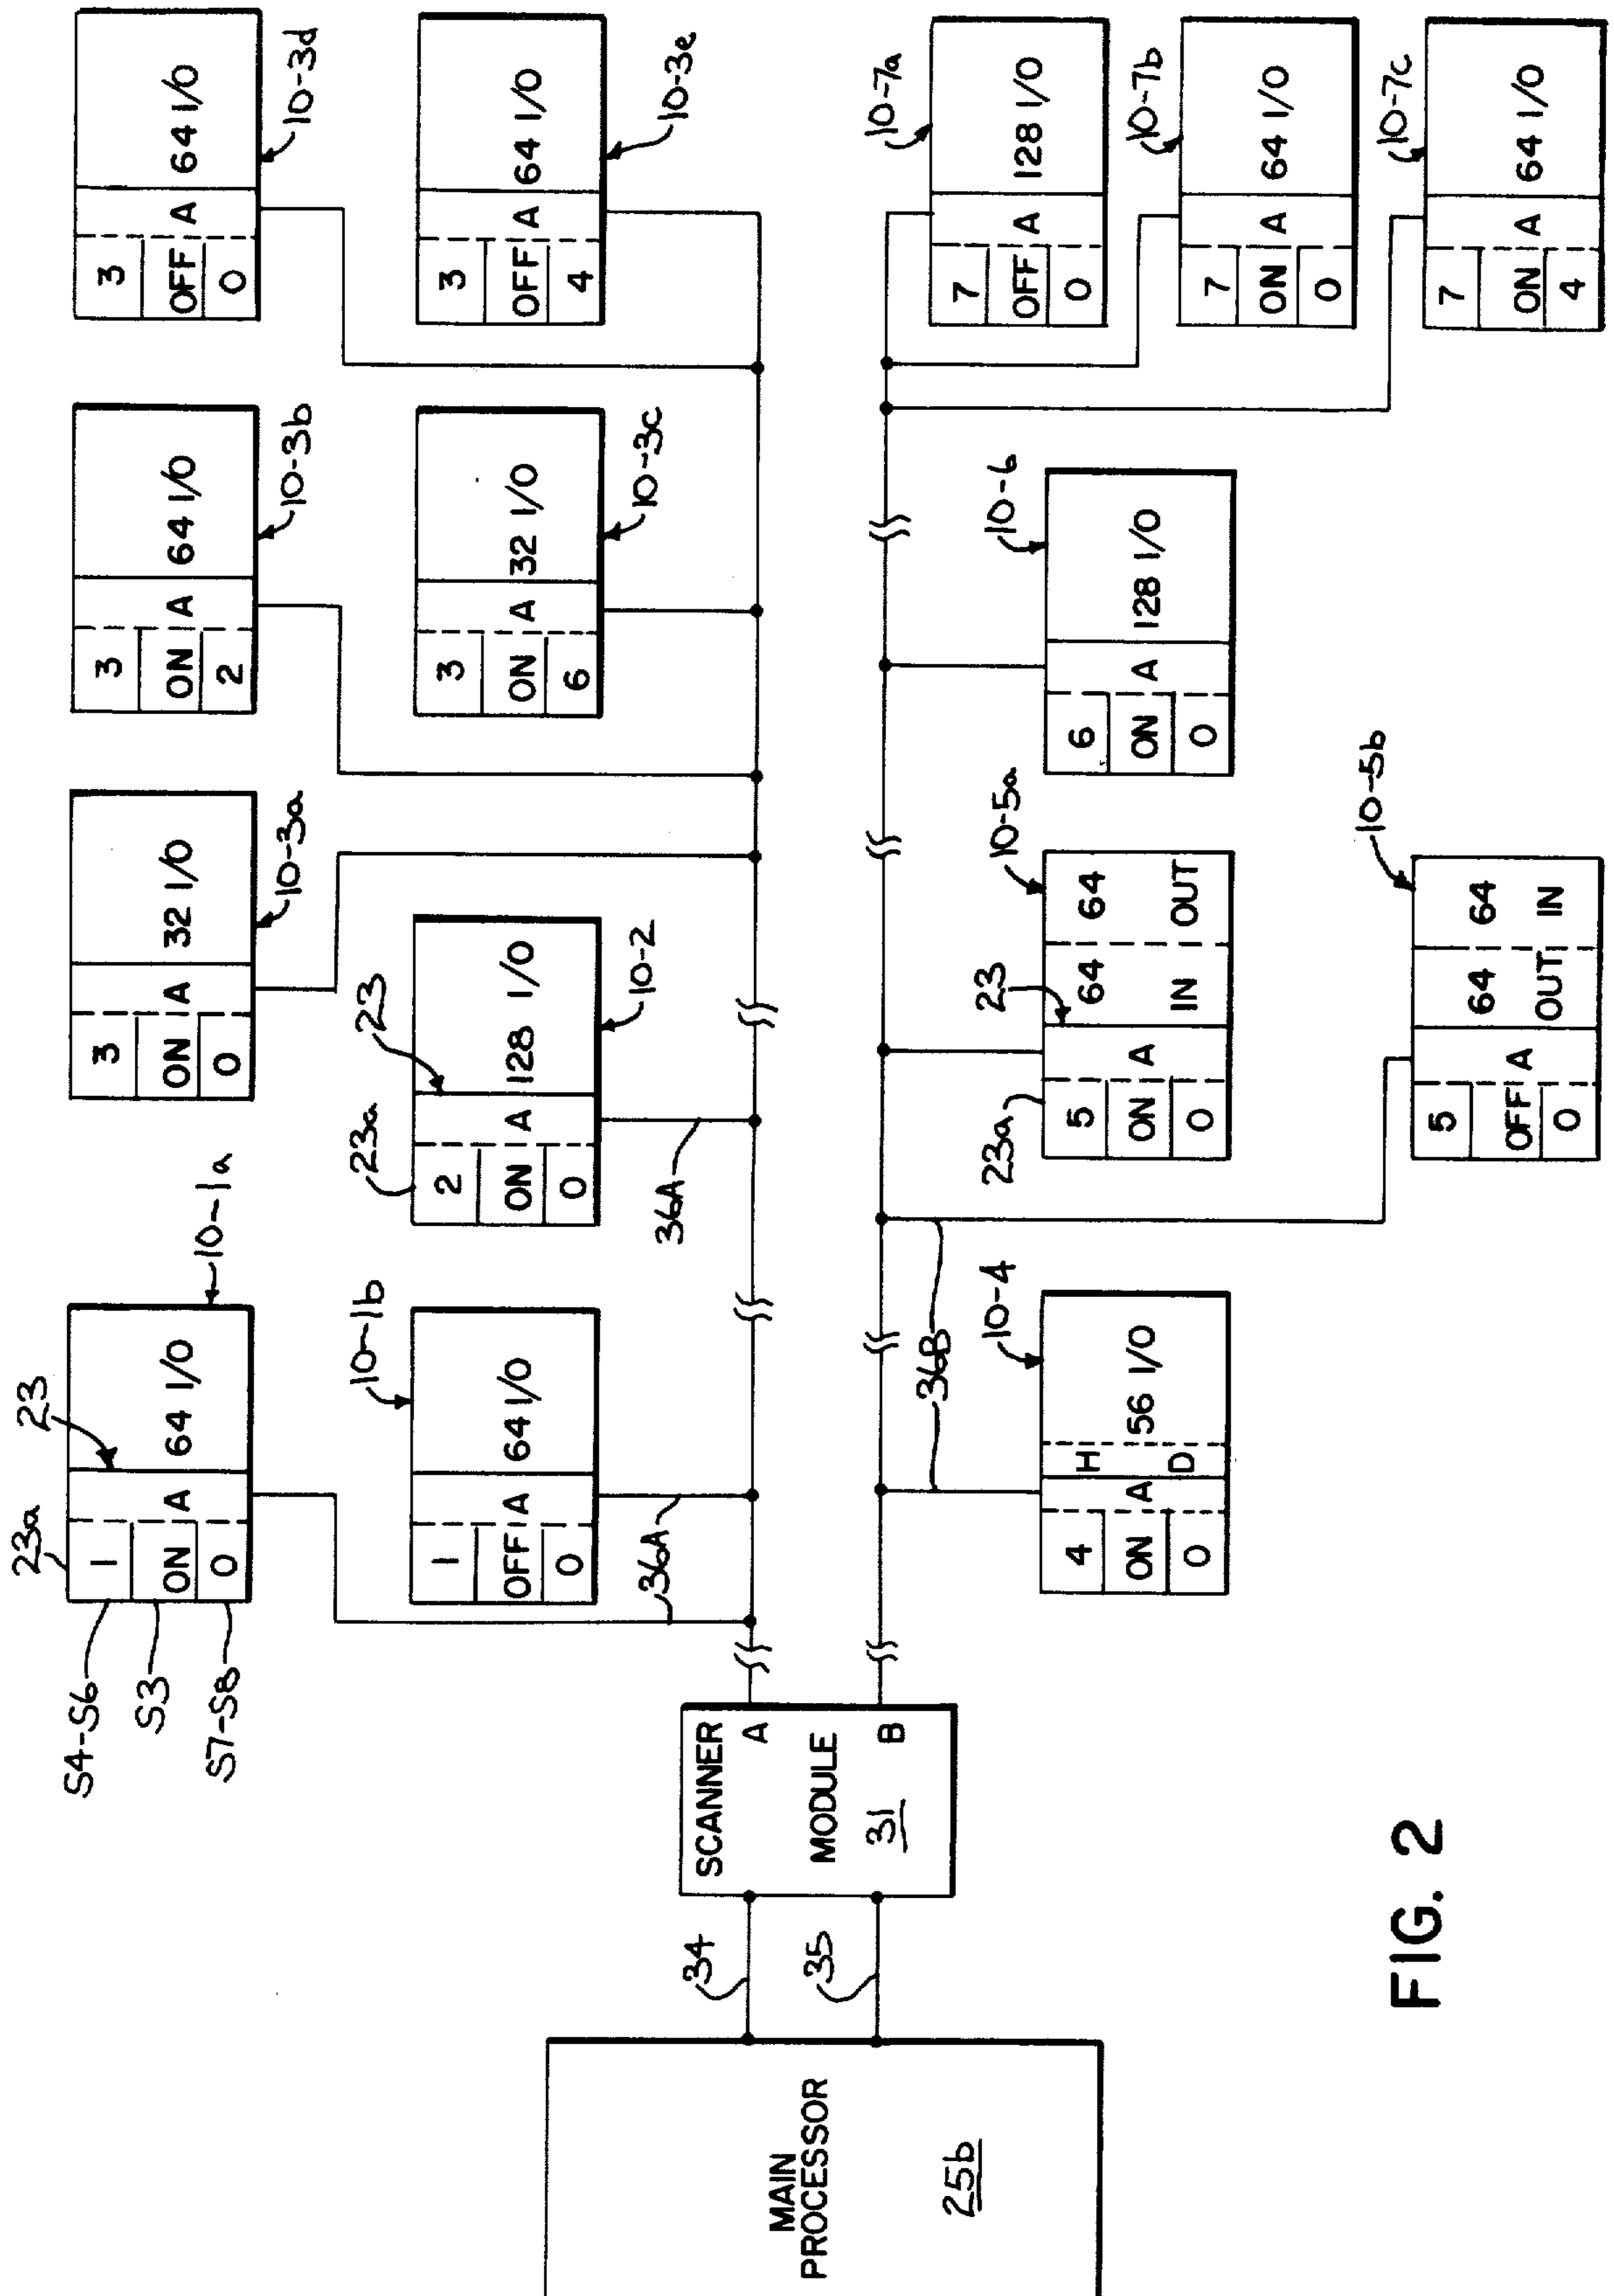 23a
23
1
ON
0
A
64 I/O
10-1a
S4-S6
S3
S7-S8
10-1b
1
OFF
0
A
64 I/O
36A
23a
23
2
ON
0
A
128 I/O
10-2
36A
3
ON
0
A
32 I/O
10-3a
3
ON
2
A
64 I/O
10-3b
3
ON
6
A
32 I/O
10-3c
3
OFF
0
A
64 I/O
10-3d
3
OFF
4
A
64 I/O
10-3e
MAIN
PROCESSOR
25b
34
35
SCANNER
A
MODULE
B
31
36B
10-4
4
ON
0
A
H
D
56 I/O
23a
23
10-5a
5
ON
0
A
64
IN
64
OUT
10-5b
5
OFF
0
A
64
OUT
64
IN
10-6
6
ON
0
A
128 I/O
10-7a
7
OFF
0
A
128 I/O
10-7b
7
ON
0
A
64 I/O
10-7c
7
ON
4
A
64 I/O
FIG. 2